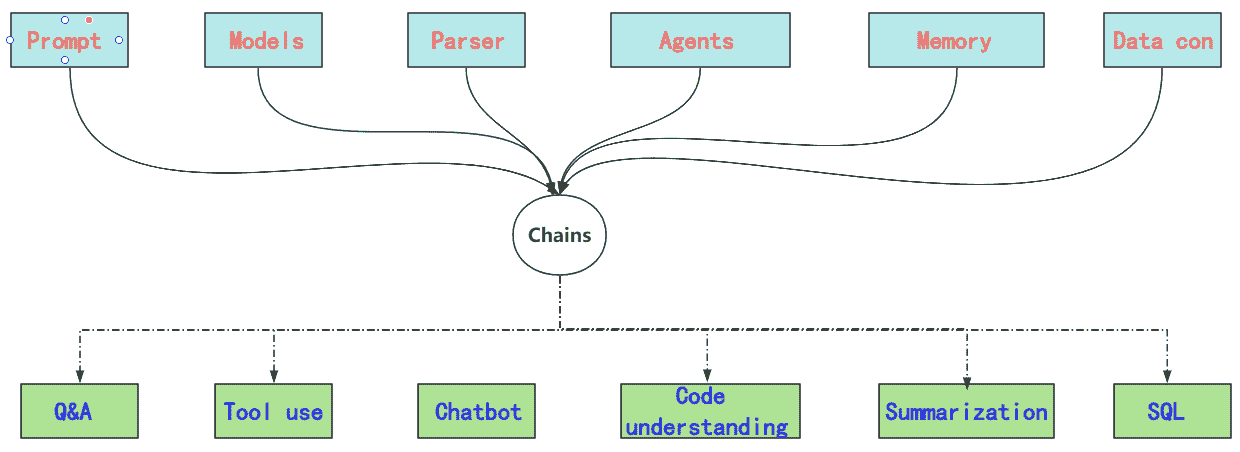 Prompt
Models
Parser
Agents
Memory
Data con
Chains
Q&A
Tool use
Chatbot
Code
understanding
Summarization
SQL